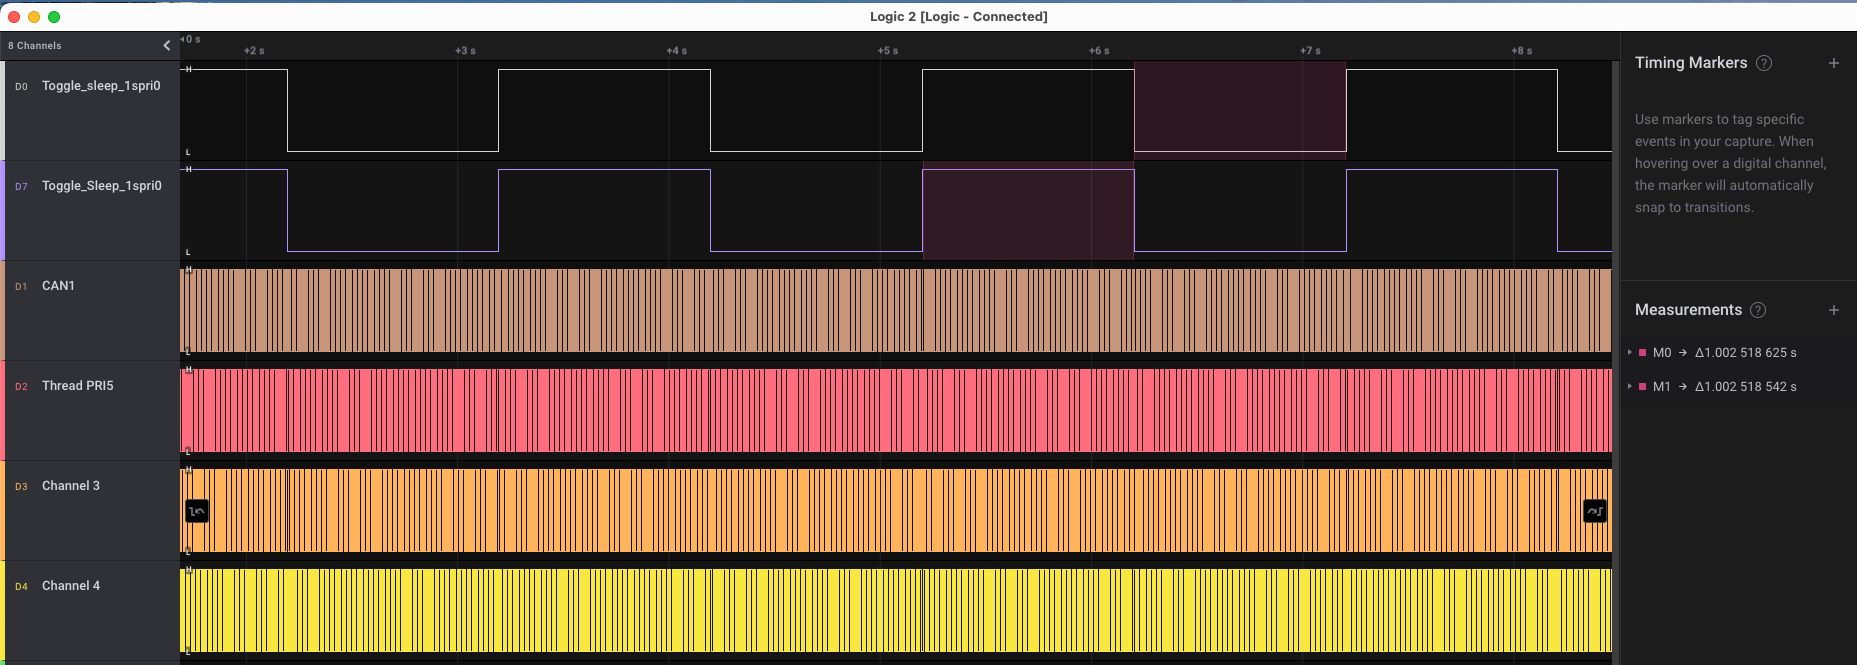 Logic 2 [Logic - Connected]
8 Channels
0 s
+2 s
+3 s
+4 s
+5 s
+6 s
+7 s
+8 s
D0 Toggle_sleep_1spri0
H
L
D7 Toggle_Sleep_1spri0
H
L
D1 CAN1
H
L
D2 Thread PRI5
H
L
D3 Channel 3
H
L
D4 Channel 4
H
L
Timing Markers ? +
Use markers to tag specific
events in your capture. When
hovering over a digital channel,
the marker will automatically
snap to transitions.
Measurements ? +
M0 → Δ1.002 518 625 s
M1 → Δ1.002 518 542 s